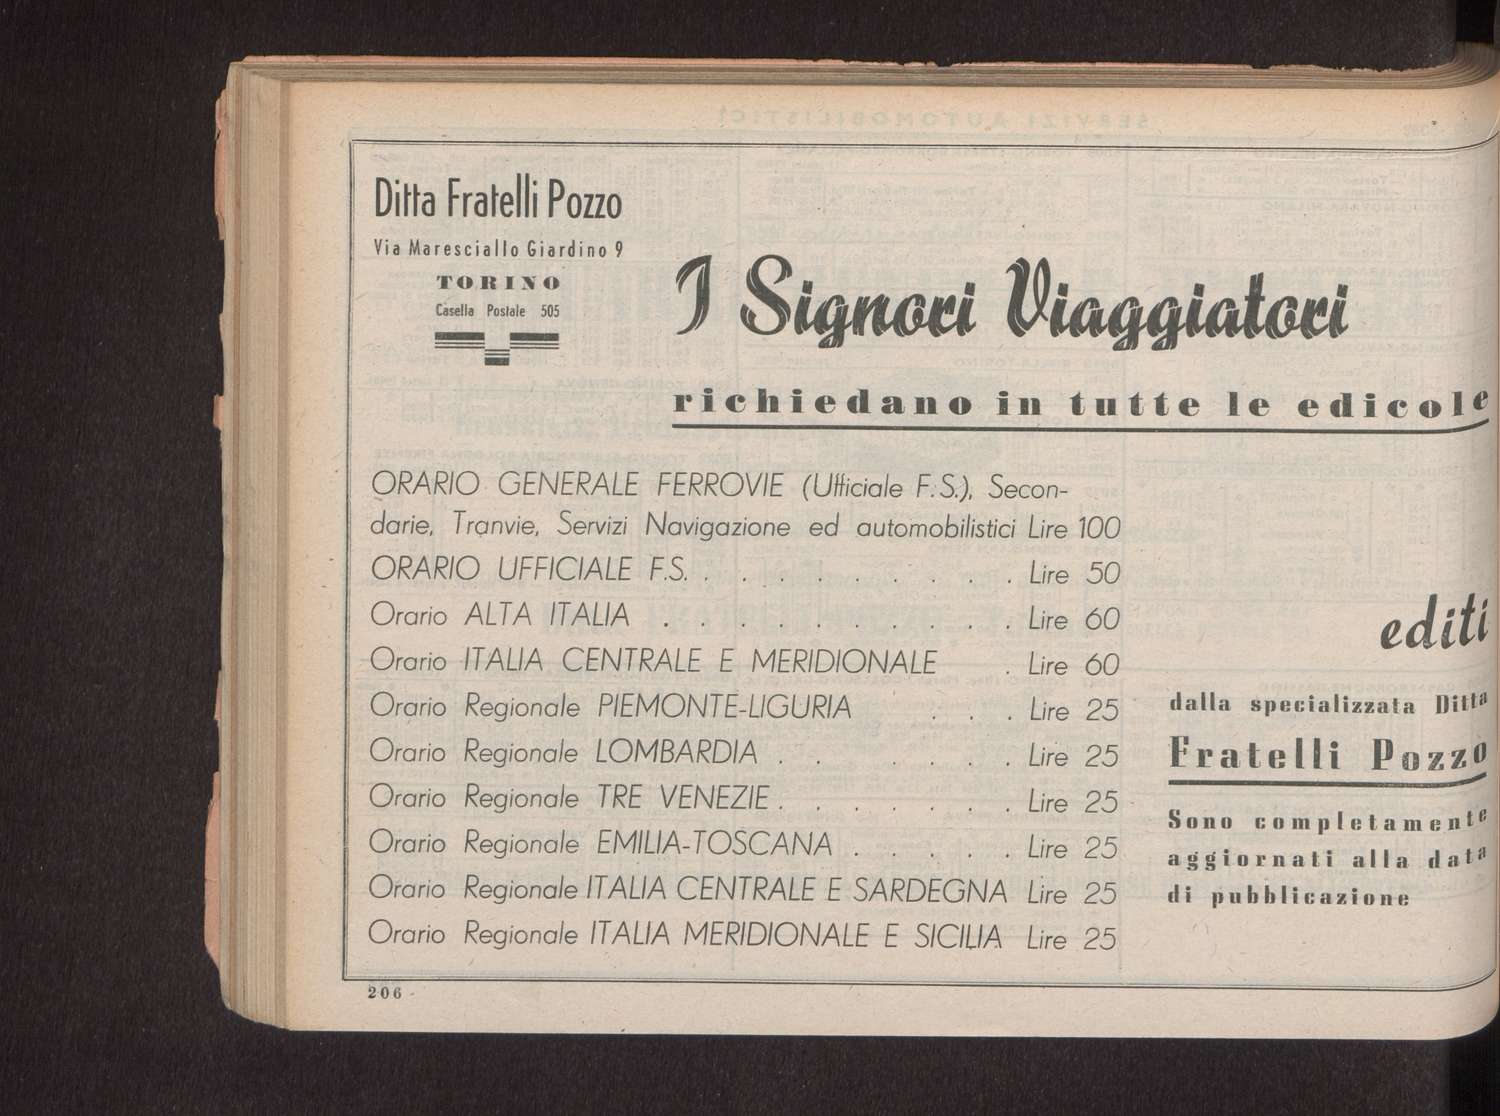 Ditta Fratelli Pozzo
Via Maresciallo Giardino 9
TORINO
Casella Postale 505
I Signori Viaggiatori
richiedano in tutte le edicole
ORARIO GENERALE FERROVIE (Ufficiale F.S.), Secon-
darie, Tranvie, Servizi Navigazione ed automobilistici Lire 100
ORARIO UFFICIALE F.S. . . . . . . . . . Lire 50
Orario ALTA ITALIA . . . . . . . . . . Lire 60
Orario ITALIA CENTRALE E MERIDIONALE . Lire 60
Orario Regionale PIEMONTE-LIGURIA . . . Lire 25
Orario Regionale LOMBARDIA . . . . . . Lire 25
Orario Regionale TRE VENEZIE . . . . . . . Lire 25
Orario Regionale EMILIA-TOSCANA . . . . . Lire 25
Orario Regionale ITALIA CENTRALE E SARDEGNA Lire 25
Orario Regionale ITALIA MERIDIONALE E SICILIA Lire 25
editi
dalla specializzata Ditta
Fratelli Pozzo
Sono completamente
aggiornati alla data
di pubblicazione
206